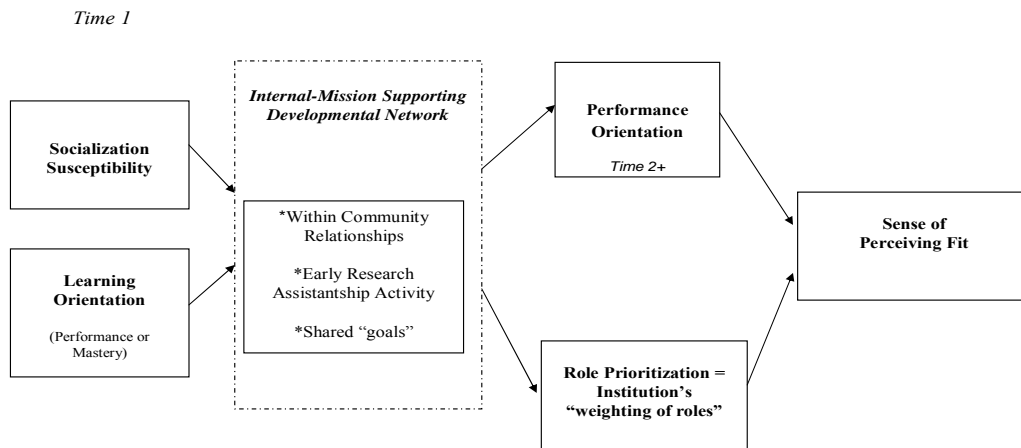 Time 1
Socialization
Susceptibility
Learning
Orientation
(Performance or
Mastery)
Internal-Mission Supporting
Developmental Network
*Within Community
Relationships
*Early Research
Assistantship Activity
*Shared “goals”
Performance
Orientation
Time 2+
Role Prioritization =
Institution’s
“weighting of roles”
Sense of
Perceiving Fit